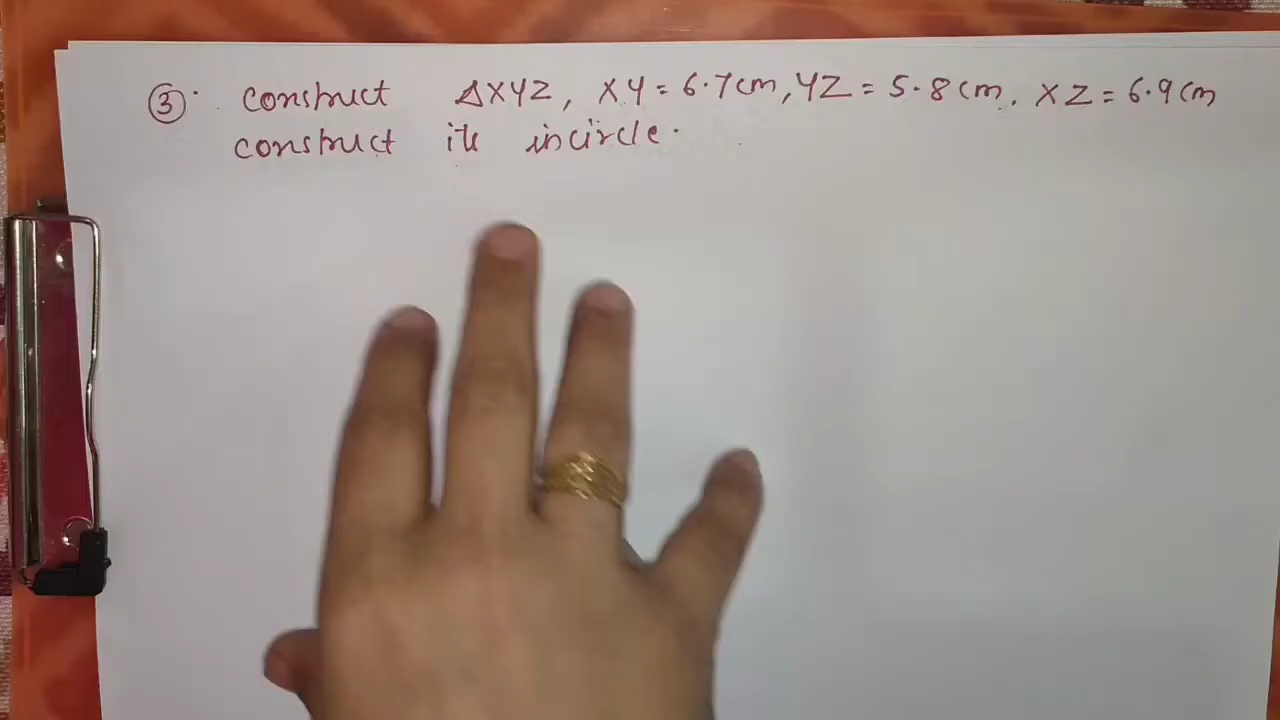 ③. construct ΔXYZ, XY = 6.7cm, YZ = 5.8cm. XZ = 6.9cm
construct its incircle.